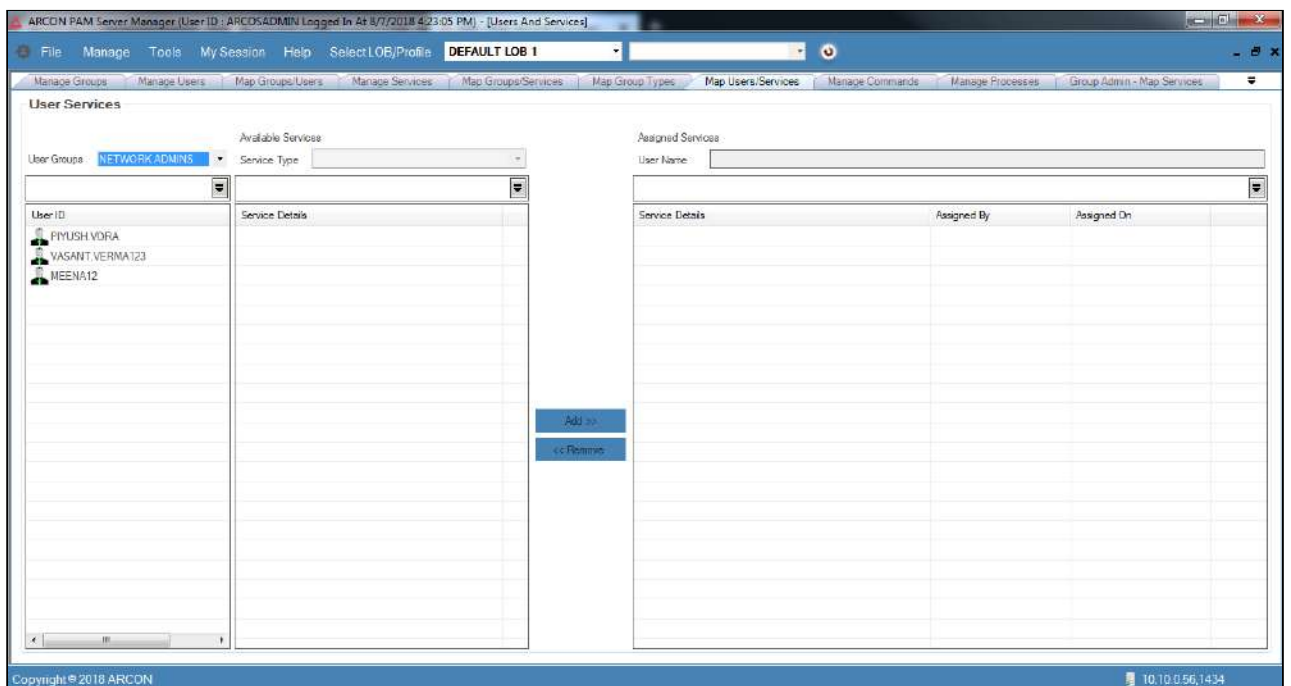 ARCON PAM Server Manager (User ID : ARCOSADMIN Logged In At 8/7/2018 4:23:05 PM) - [Users And Services]
File Manage Tools My Session Help Select LOB/Profile DEFAULT LOB 1
Manage Groups Manage Users Map Groups/Users Manage Services Map Groups/Services Map Group Types Map Users/Services Manage Commands Manage Processes Group Admin - Map Services
User Services
Available Services Assigned Services
User Groups NETWORK ADMINS Service Type User Name
User ID Service Details Service Details Assigned By Assigned On
PIYUSH.VORA
VASANT.VERMA123
MEENA12
Add >>
<< Remove
Copyright © 2018 ARCON 10.10.0.56,1434